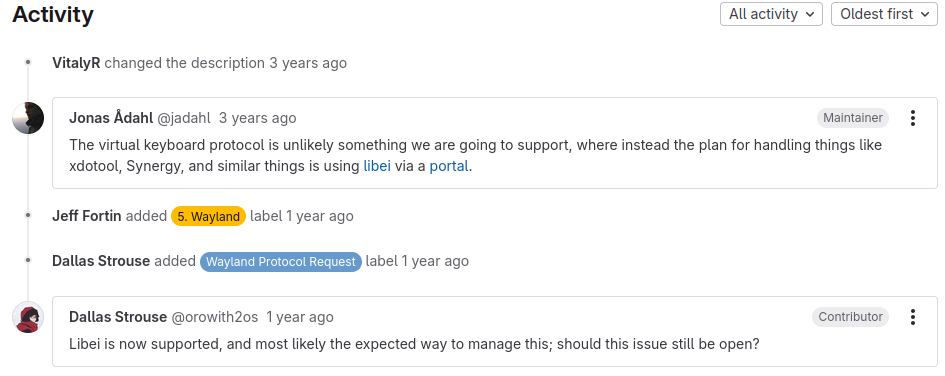 Activity
All activity
Oldest first
VitalyR changed the description 3 years ago
Jonas Ådahl @jadahl 3 years ago
Maintainer
The virtual keyboard protocol is unlikely something we are going to support, where instead the plan for handling things like
xdotool, Synergy, and similar things is using libei via a portal.
Jeff Fortin added 5. Wayland label 1 year ago
Dallas Strouse added Wayland Protocol Request label 1 year ago
Dallas Strouse @orowith2os 1 year ago
Contributor
Libei is now supported, and most likely the expected way to manage this; should this issue still be open?